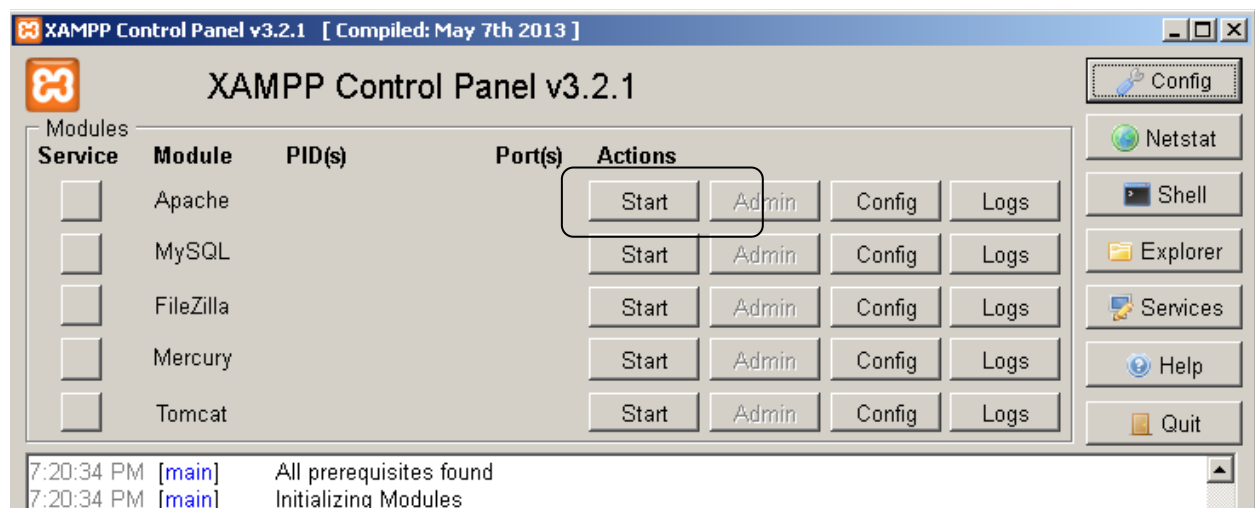 XAMPP Control Panel v3.2.1 [ Compiled: May 7th 2013 ]
XAMPP Control Panel v3.2.1
Config
Modules
Netstat
Service Module PID(s) Port(s) Actions
Apache Start Admin Config Logs
Shell
MySQL Start Admin Config Logs
Explorer
FileZilla Start Admin Config Logs
Services
Mercury Start Admin Config Logs
Help
Tomcat Start Admin Config Logs
Quit
7:20:34 PM [main] All prerequisites found
7:20:34 PM [main] Initializing Modules